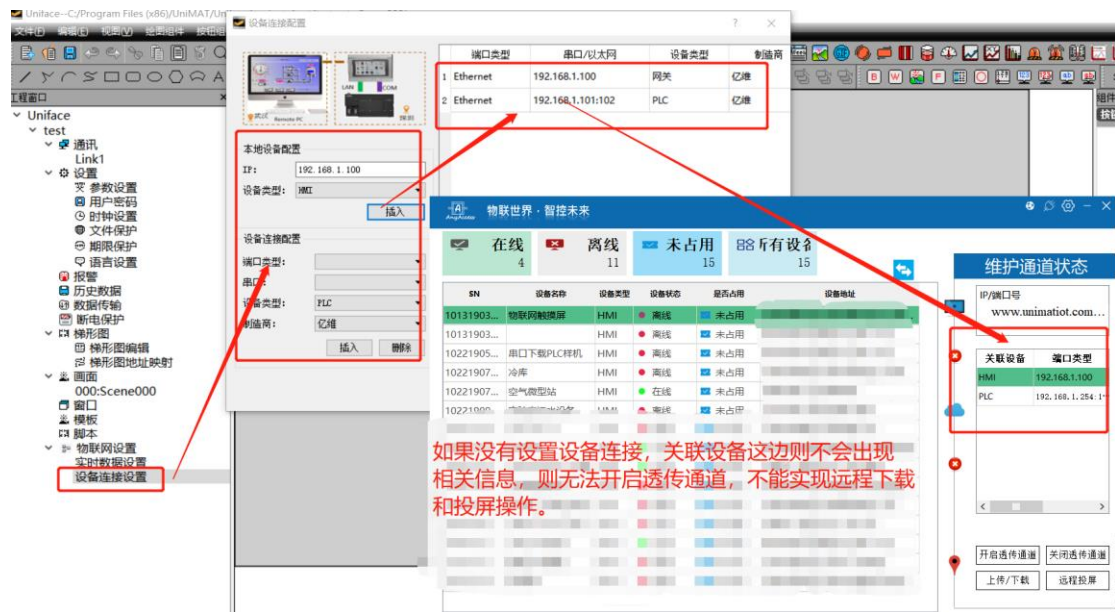 Uniface--C:/Program Files (x86)/UniMAT/Un
文件(F) 编辑(E) 视图(V) 绘图组件 按钮组
工程窗口
Uniface
test
通讯
Link1
设置
参数设置
用户密码
时钟设置
文件保护
期限保护
语言设置
报警
历史数据
数据传输
断电保护
梯形图
梯形图编辑
梯形图地址映射
画面
000:Scene000
窗口
模板
脚本
物联网设置
实时数据设置
设备连接设置
设备连接配置
? ×
LAN COM
Remote PC
本地设备配置
IP: 192.168.1.100
设备类型: HMI
插入
设备连接配置
端口类型:
串口:
设备类型: PLC
制造商: 亿维
插入 删除
端口类型 串口/以太网 设备类型 制造商
1 Ethernet 192.168.1.100 网关 亿维
2 Ethernet 192.168.1.101:102 PLC 亿维
物联世界·智控未来
在线 4
离线 11
未占用 15
所有设备 15
SN 设备名称 设备类型 设备状态 是否占用 设备地址
10131903... 物联网触摸屏 HMI 离线 未占用
10131903... HMI 离线 未占用
10221905... 串口下载PLC样机 HMI 离线 未占用
10221907... 冷库 HMI 离线 未占用
10221907... 空气微型站 HMI 在线 未占用
如果没有设置设备连接，关联设备这边则不会出现
相关信息，则无法开启透传通道，不能实现远程下载
和投屏操作。
维护通道状态
IP/端口号
www.unimatiot.com...
关联设备 端口类型
HMI 192.168.1.100
PLC 192.168.1.254:1
开启透传通道 关闭透传通道
上传/下载 远程投屏
组件
按钮